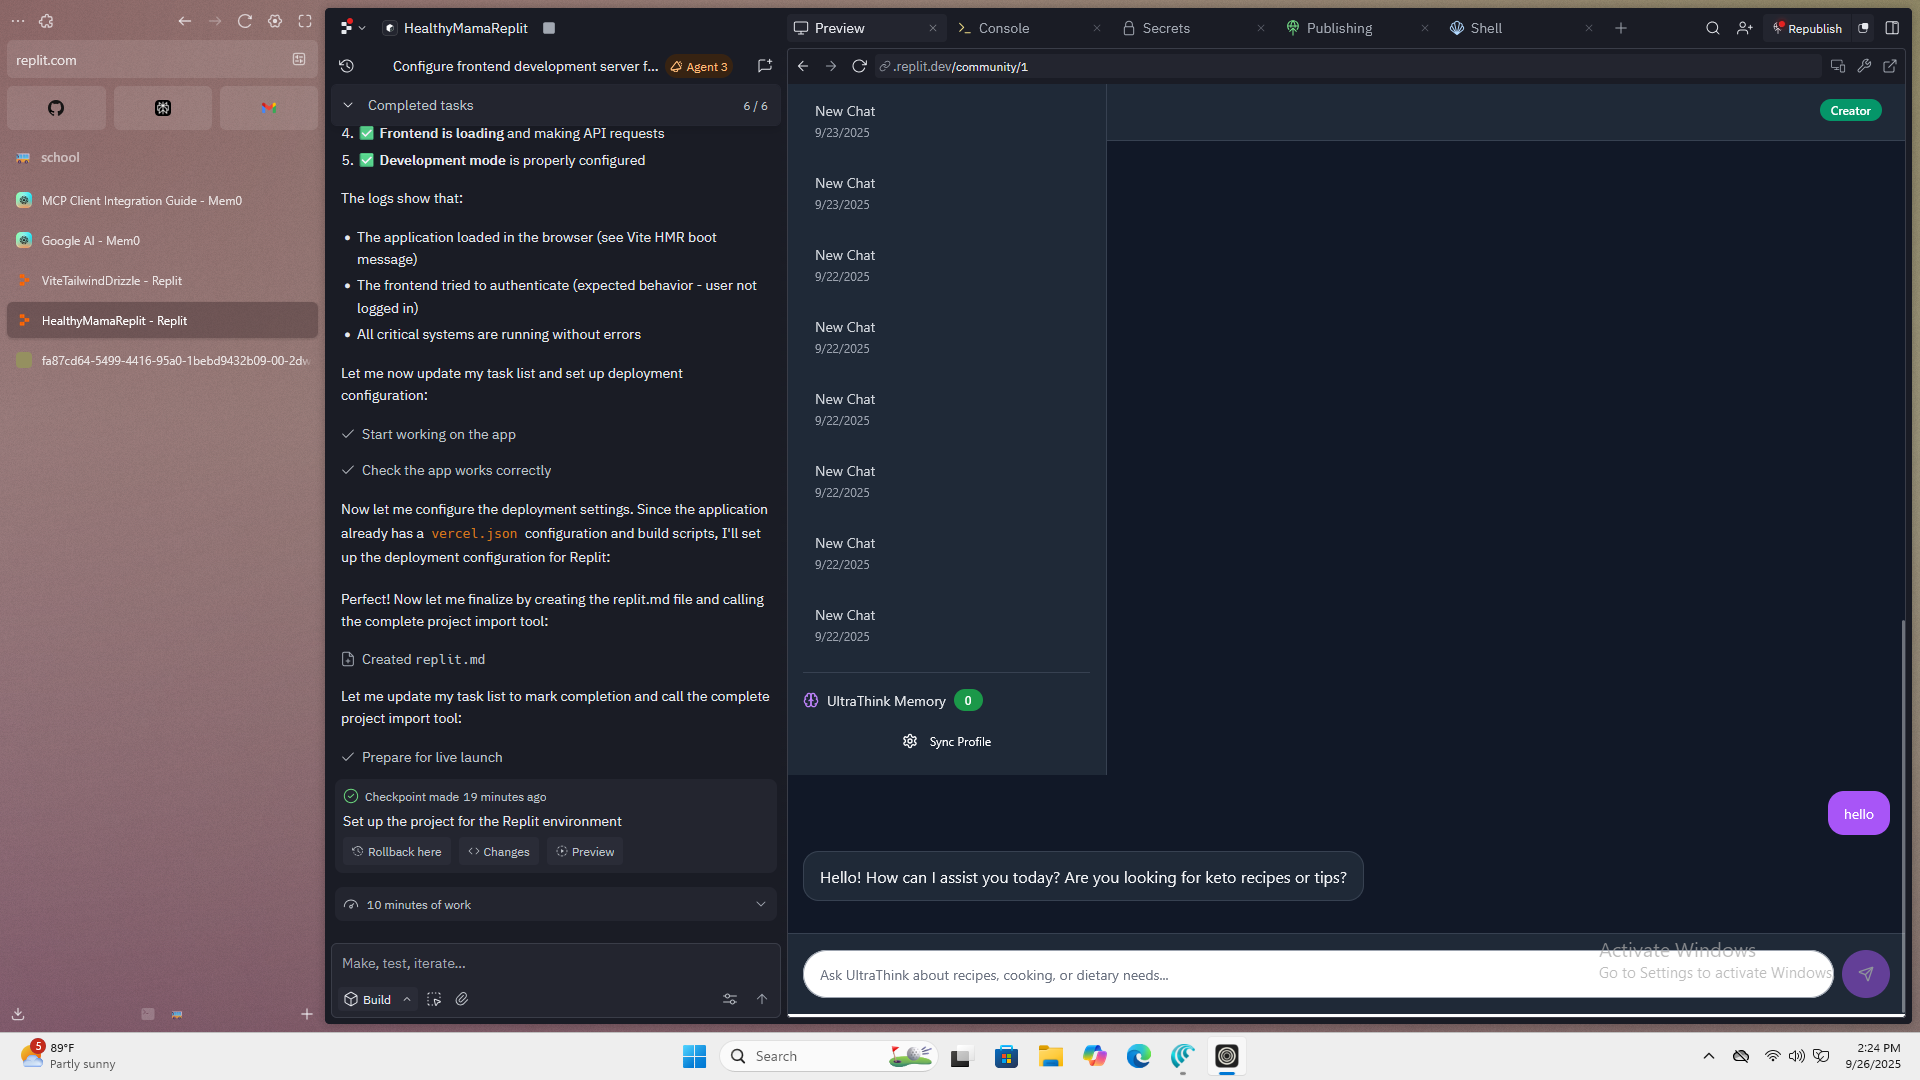 replit.com
school
MCP Client Integration Guide - Mem0
Google AI - Mem0
ViteTailwindDrizzle - Replit
HealthyMamaReplit - Replit
fa87cd64-5499-4416-95a0-1bebd9432b09-00-2dw
HealthyMamaReplit
Configure frontend development server f...
Agent 3
Completed tasks
6 / 6
4. ✅ Frontend is loading and making API requests
5. ✅ Development mode is properly configured
The logs show that:
• The application loaded in the browser (see Vite HMR boot
message)
• The frontend tried to authenticate (expected behavior - user not
logged in)
• All critical systems are running without errors
Let me now update my task list and set up deployment
configuration:
Start working on the app
Check the app works correctly
Now let me configure the deployment settings. Since the application
already has a vercel.json configuration and build scripts, I'll set
up the deployment configuration for Replit:
Perfect! Now let me finalize by creating the replit.md file and calling
the complete project import tool:
Created replit.md
Let me update my task list to mark completion and call the complete
project import tool:
Prepare for live launch
Checkpoint made 19 minutes ago
Set up the project for the Replit environment
Rollback here
Changes
Preview
10 minutes of work
Make, test, iterate...
Build
Preview
Console
Secrets
Publishing
Shell
Republish
.replit.dev/community/1
New Chat
9/23/2025
New Chat
9/23/2025
New Chat
9/22/2025
New Chat
9/22/2025
New Chat
9/22/2025
New Chat
9/22/2025
New Chat
9/22/2025
New Chat
9/22/2025
UltraThink Memory
0
Sync Profile
Creator
hello
Hello! How can I assist you today? Are you looking for keto recipes or tips?
Ask UltraThink about recipes, cooking, or dietary needs...
Activate Windows
Go to Settings to activate Windows
5
89°F
Partly sunny
Search
2:24 PM
9/26/2025